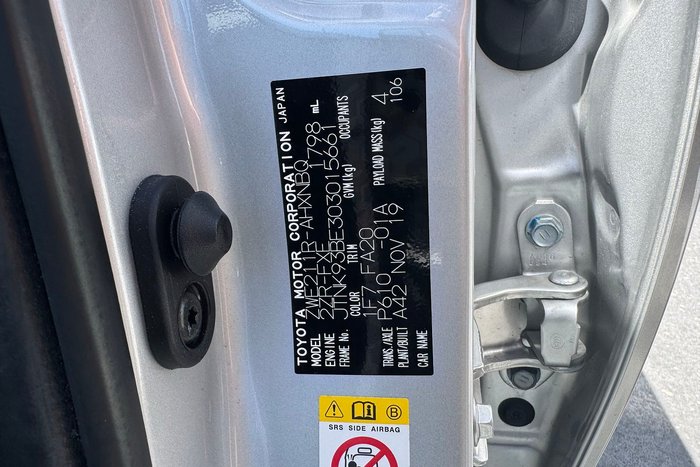 TOYOTA MOTOR CORPORATION JAPAN
MODEL ZWE211R-AHXNBQ
ENGINE 2ZR-FXE 1798 mL
FRAME No. JTNK93BE303015661
COLOR TRIM GVM(kg) OCCUPANTS 4
1F7 FA20 PAYLOAD MASS(kg) 106
TRANS./AXLE P610 -01A
PLANT/BUILT A42 NOV 19
CAR NAME
B
SRS SIDE AIRBAG